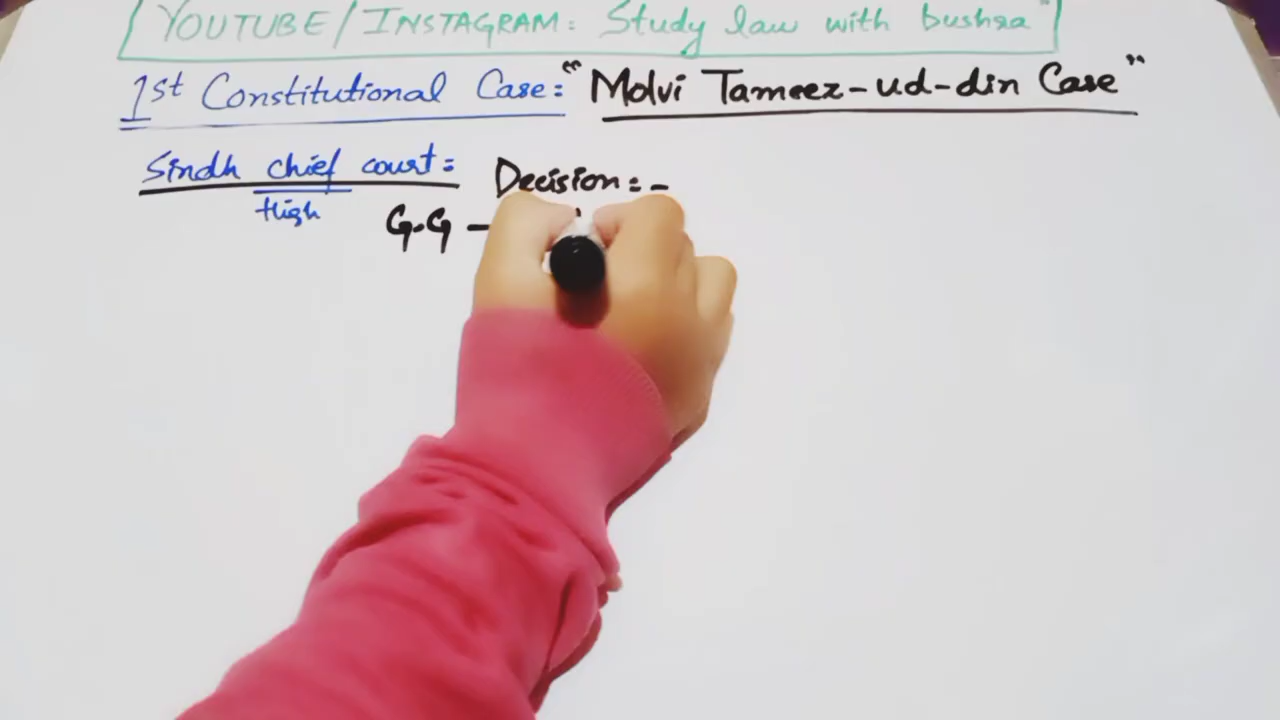 YOUTUBE/INSTAGRAM: Study law with bushra"
1st Constitutional Case:- "Molvi Tameez-ud-din Case"
Sindh chief court:- Decision:-
High
G.G -